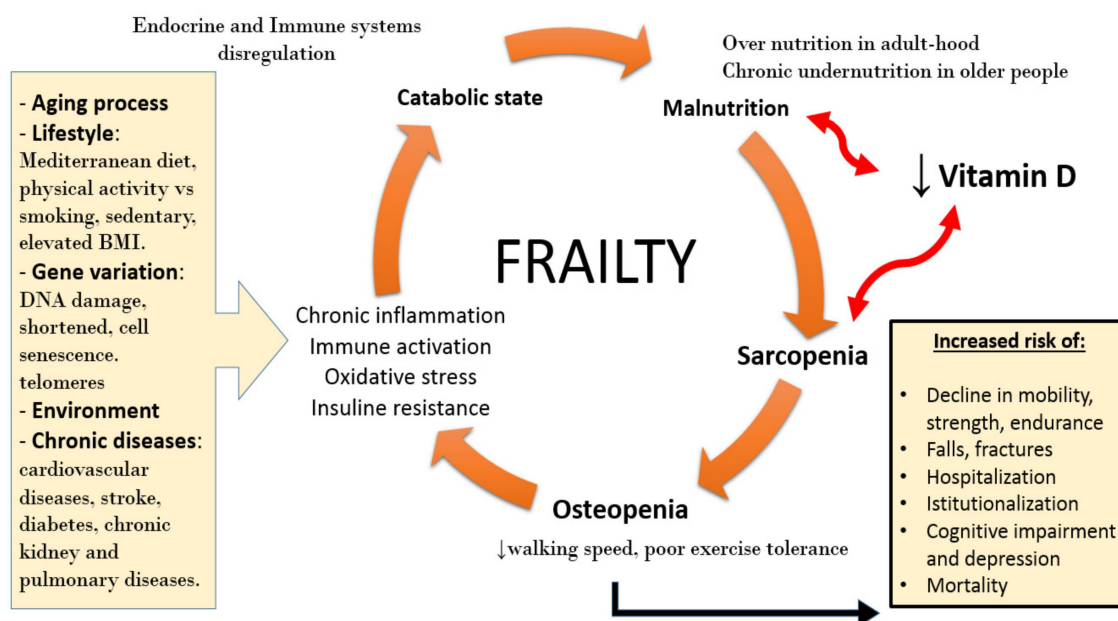 Endocrine and Immune systems
disregulation
- Aging process
- Lifestyle:
Mediterranean diet,
physical activity vs
smoking, sedentary,
elevated BMI.
- Gene variation:
DNA damage,
shortened, cell
senescence.
telomeres
- Environment
- Chronic diseases:
cardiovascular
diseases, stroke,
diabetes, chronic
kidney and
pulmonary diseases.
Catabolic state
Over nutrition in adult-hood
Chronic undernutrition in older people
Malnutrition
↓ Vitamin D
FRAILTY
Chronic inflammation
Immune activation
Oxidative stress
Insuline resistance
Sarcopenia
Osteopenia
↓walking speed, poor exercise tolerance
Increased risk of:
• Decline in mobility,
strength, endurance
• Falls, fractures
• Hospitalization
• Istitutionalization
• Cognitive impairment
and depression
• Mortality